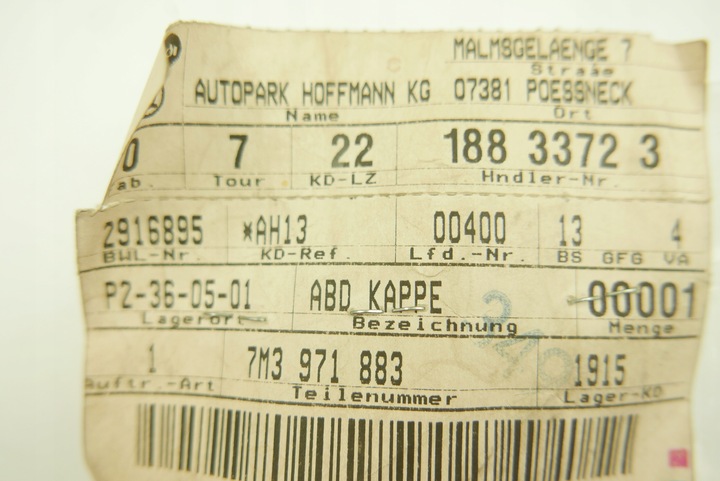 MALMSGELAENGE 7
Strasse
AUTOPARK HOFFMANN KG 07381 POESSNECK
Name Ort
0 7 22 188 3372 3
ab. Tour KD-LZ Hndler-Nr.
2916895 *AH13 00400 13 4
BWL-Nr. KD-Ref. Lfd.-Nr. BS GFG VA
P2-36-05-01 ABD KAPPE 00001
Lagerort Bezeichnung Menge
1 7M3 971 883 1915
Auftr.-Art Teilenummer Lager-KD